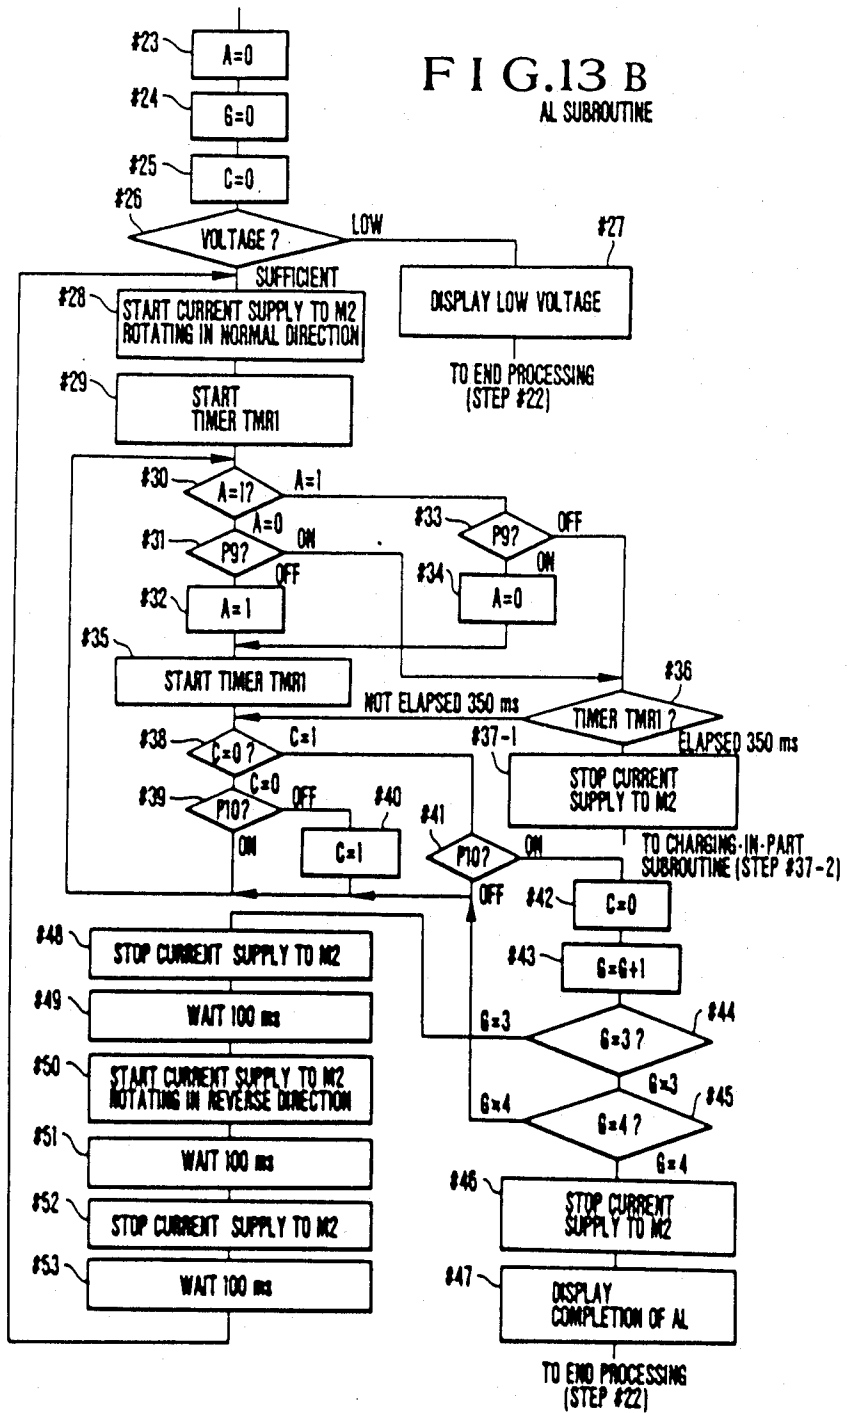 FIG.13 B
AL SUBROUTINE
#23
A=0
#24
G=0
#25
C=0
#26
VOLTAGE ?
LOW
SUFFICIENT
#27
DISPLAY LOW VOLTAGE
TO END PROCESSING
(STEP #22)
#28
START CURRENT SUPPLY TO M2
ROTATING IN NORMAL DIRECTION
#29
START
TIMER TMR1
#30
A=1?
A=1
A=0
#31
P9?
ON
OFF
#32
A=1
#33
P9?
OFF
ON
#34
A=0
#35
START TIMER TMR1
#36
TIMER TMR1 ?
NOT ELAPSED 350 ms
ELAPSED 350 ms
#37-1
STOP CURRENT
SUPPLY TO M2
TO CHARGING-IN-PART
SUBROUTINE (STEP #37-2)
#38
C=0 ?
C=1
C=0
#39
P10?
OFF
ON
#40
C=1
#41
P10?
ON
OFF
#42
C=0
#43
G=G+1
#44
G=3 ?
G=3
G≠3
#45
G=4 ?
G≠4
G=4
#46
STOP CURRENT
SUPPLY TO M2
#47
DISPLAY
COMPLETION OF AL
TO END PROCESSING
(STEP #22)
#48
STOP CURRENT SUPPLY TO M2
#49
WAIT 100 ms
#50
START CURRENT SUPPLY TO M2
ROTATING IN REVERSE DIRECTION
#51
WAIT 100 ms
#52
STOP CURRENT SUPPLY TO M2
#53
WAIT 100 ms